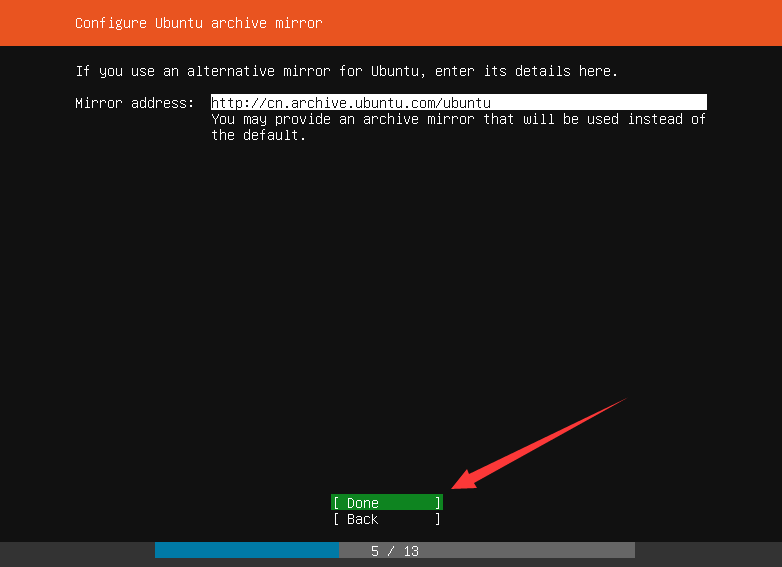 Configure Ubuntu archive mirror
If you use an alternative mirror for Ubuntu, enter its details here.
Mirror address: http://cn.archive.ubuntu.com/ubuntu
You may provide an archive mirror that will be used instead of
the default.
[ Done ]
[ Back ]
5 / 13